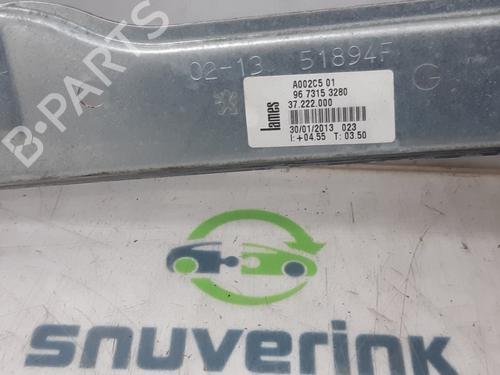 02-13 51894F
G
A002C5 01
96 7315 3280
37.222.000
lames
30/01/2013 023
I:+04.55 T: 03.50
B-PARTS
snuverink